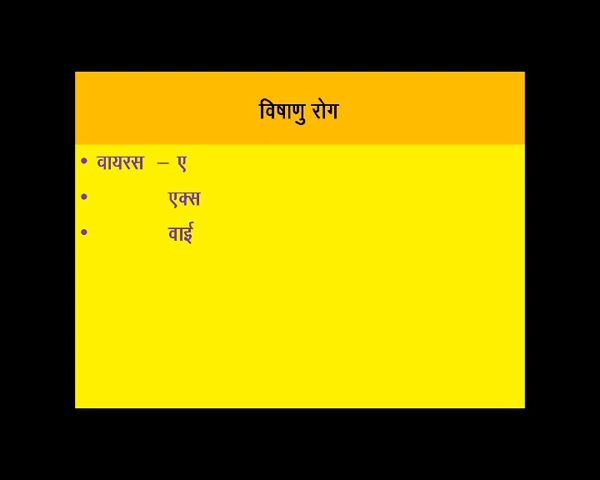 विषाणु रोग
• वायरस – ए
• एक्स
• वाई